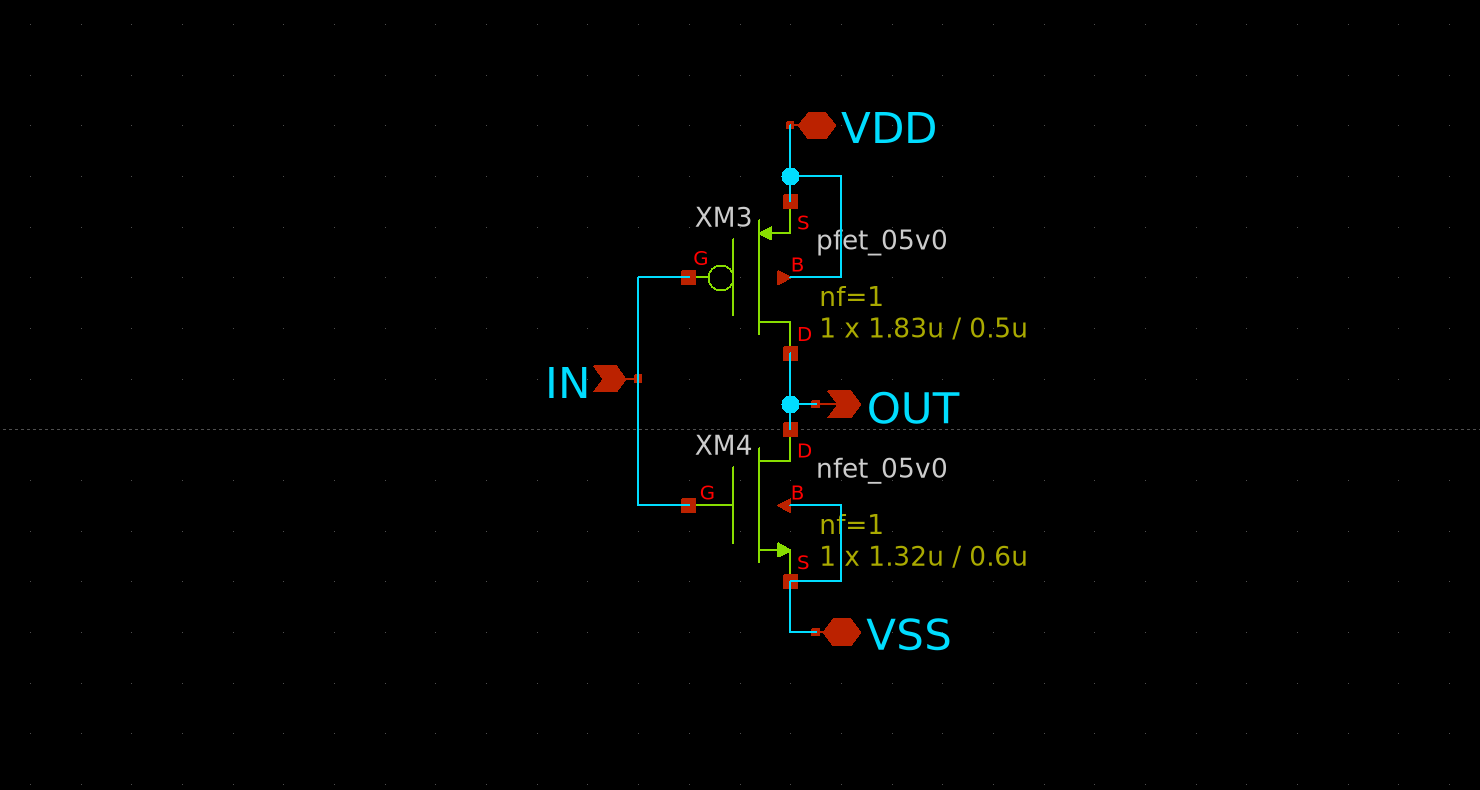 VDD
XM3
S
pfet_05v0
G
B
nf=1
1 x 1.83u / 0.5u
D
IN
OUT
XM4
D
nfet_05v0
G
B
nf=1
1 x 1.32u / 0.6u
S
VSS